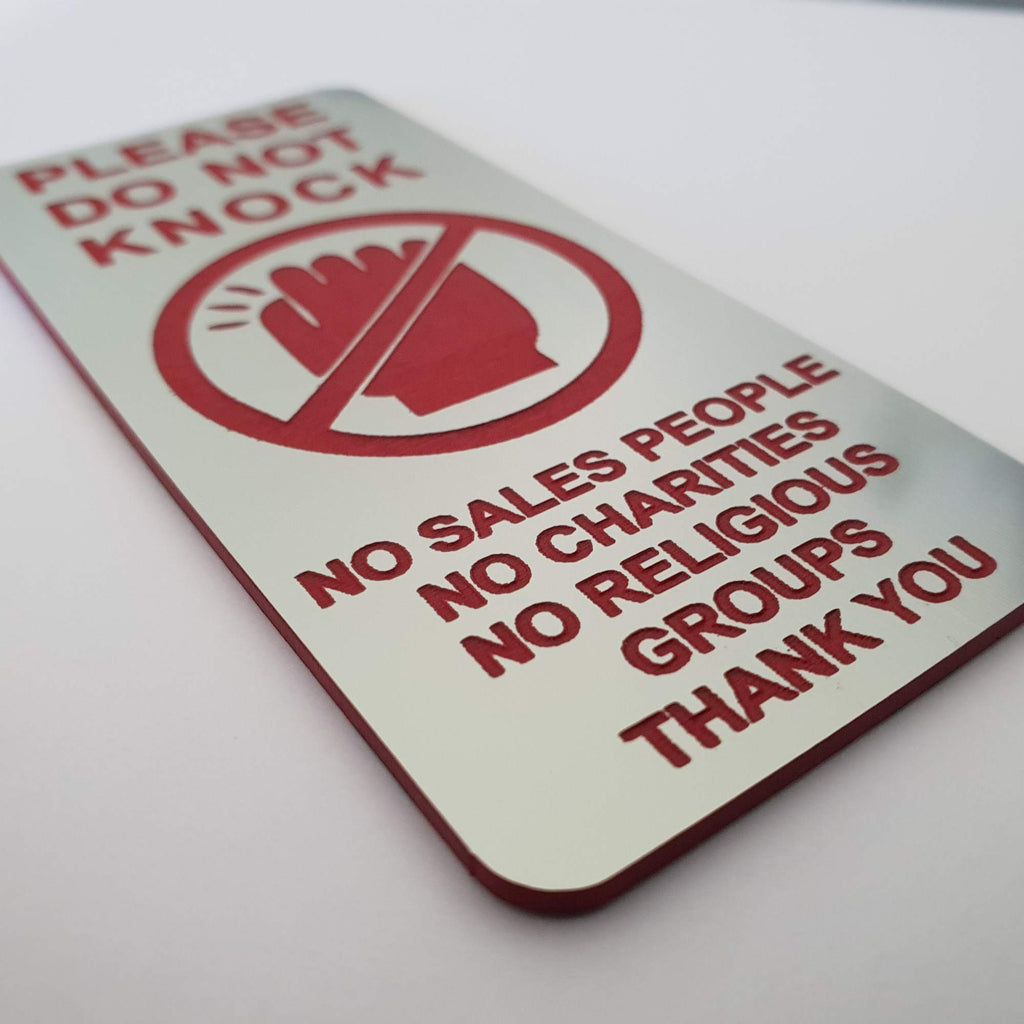 PLEASE
DO NOT
KNOCK
NO SALES PEOPLE
NO CHARITIES
NO RELIGIOUS
GROUPS
THANK YOU